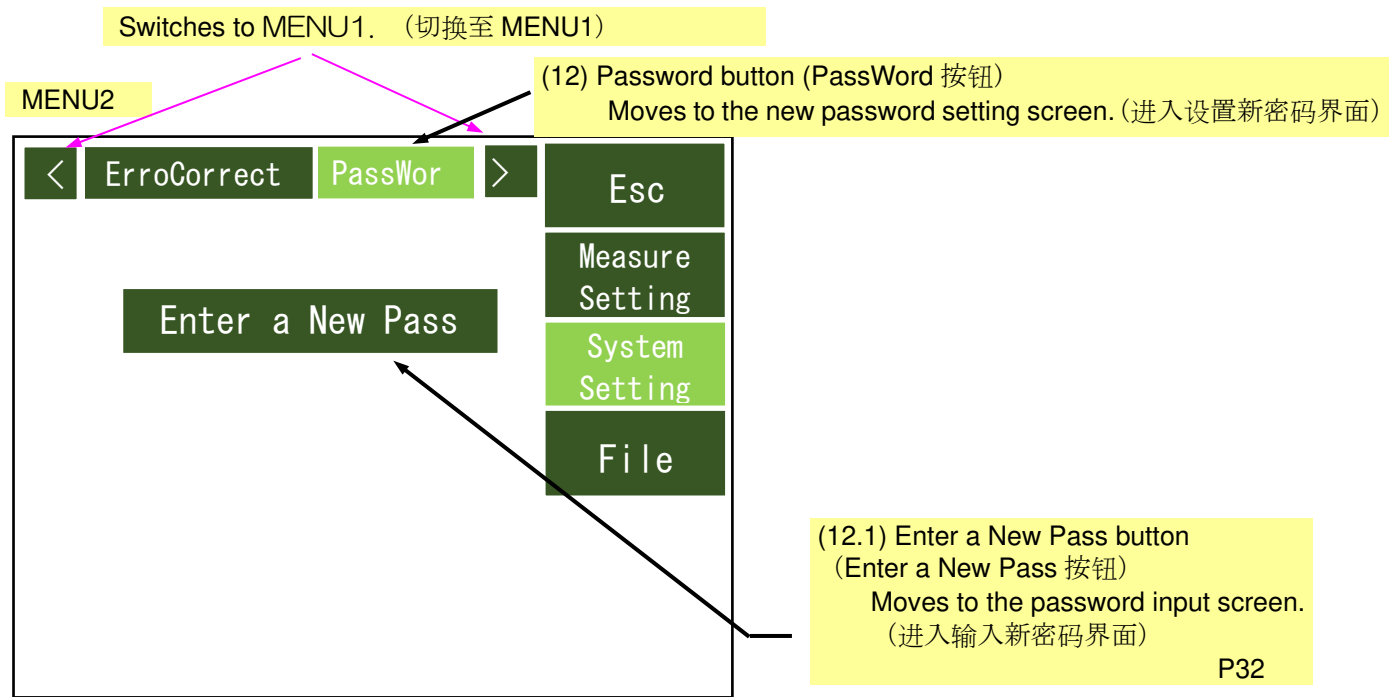 Switches to MENU1. （切换至 MENU1）
(12) Password button (PassWord 按钮)
Moves to the new password setting screen. (进入设置新密码界面)
MENU2
< ErroCorrect PassWor > Esc
Measure
Setting
Enter a New Pass
System
Setting
File
(12.1) Enter a New Pass button
（Enter a New Pass 按钮）
Moves to the password input screen.
（进入输入新密码界面）
P32